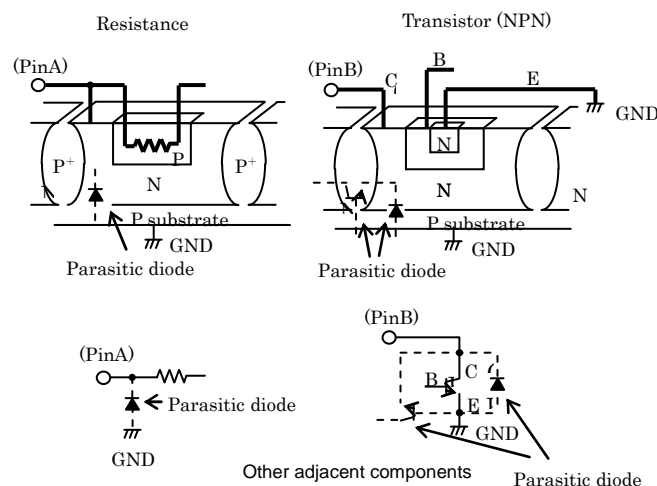 Resistance
Transistor (NPN)
(PinA)
(PinB)
C
B
E
GND
P+
P
P+
N
N
N
N
P substrate
P substrate
GND
GND
Parasitic diode
Parasitic diode
(PinA)
Parasitic diode
GND
(PinB)
C
B
E
GND
Other adjacent components
Parasitic diode